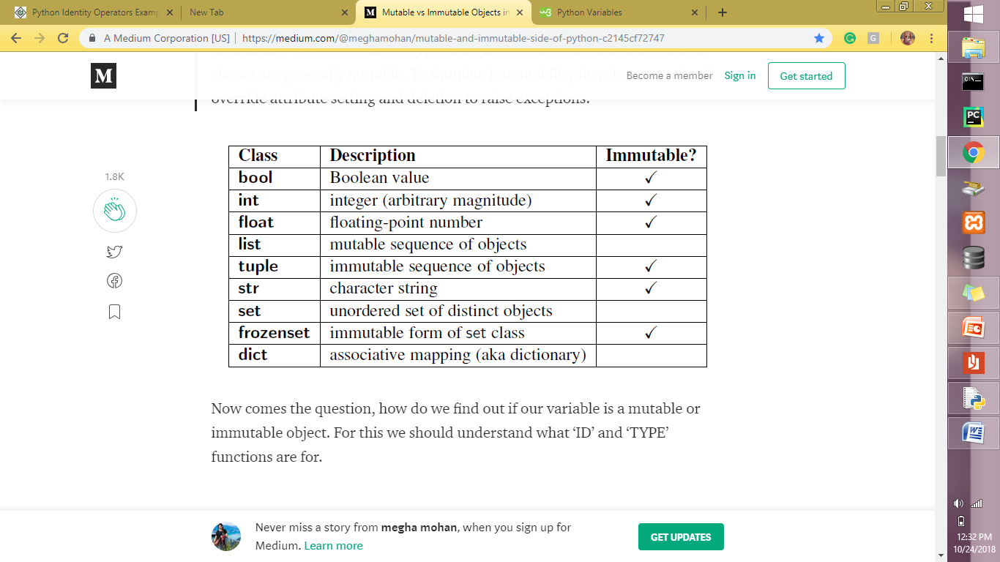 Python Identity Operators Examp
New Tab
Mutable vs Immutable Objects in
Python Variables
A Medium Corporation [US] | https://medium.com/@meghamohan/mutable-and-immutable-side-of-python-c2145cf72747
M
Become a member
Sign in
Get started
classes are generally mutable. To simulate immutability in a
override attribute setting and deletion to raise exceptions.
1.8K
Class Description Immutable?
bool Boolean value ✓
int integer (arbitrary magnitude) ✓
float floating-point number ✓
list mutable sequence of objects
tuple immutable sequence of objects ✓
str character string ✓
set unordered set of distinct objects
frozenset immutable form of set class ✓
dict associative mapping (aka dictionary)
Now comes the question, how do we find out if our variable is a mutable or
immutable object. For this we should understand what ‘ID’ and ‘TYPE’
functions are for.
Never miss a story from megha mohan, when you sign up for
Medium. Learn more
GET UPDATES
12:32 PM
10/24/2018